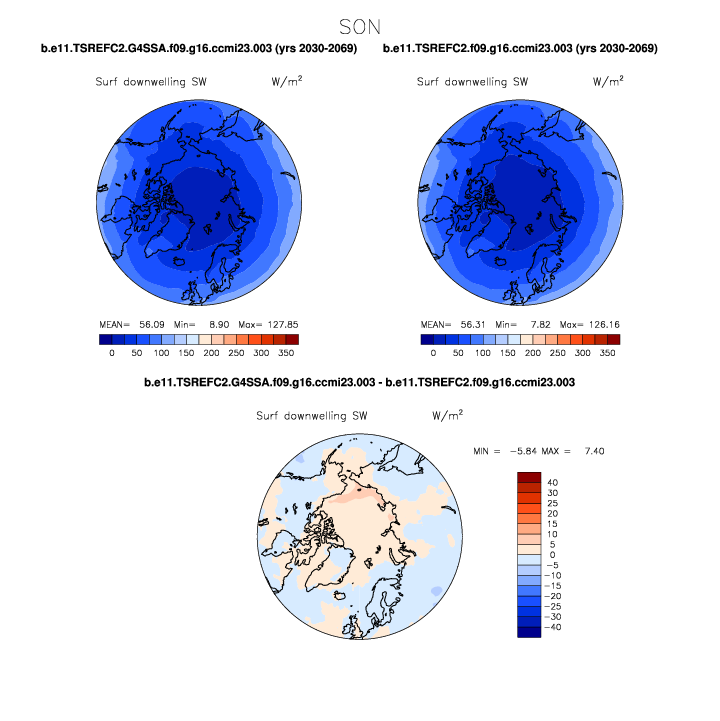 SON
b.e11.TSREFC2.G4SSA.f09.g16.ccmi23.003 (yrs 2030-2069)
b.e11.TSREFC2.f09.g16.ccmi23.003 (yrs 2030-2069)
Surf downwelling SW W/m²
Surf downwelling SW W/m²
MEAN= 56.09 Min= 8.90 Max= 127.85
MEAN= 56.31 Min= 7.82 Max= 126.16
0 50 100 150 200 250 300 350
0 50 100 150 200 250 300 350
b.e11.TSREFC2.G4SSA.f09.g16.ccmi23.003 - b.e11.TSREFC2.f09.g16.ccmi23.003
Surf downwelling SW W/m²
MIN = -5.84 MAX = 7.40
40
30
25
20
15
10
5
0
-5
-10
-15
-20
-25
-30
-40